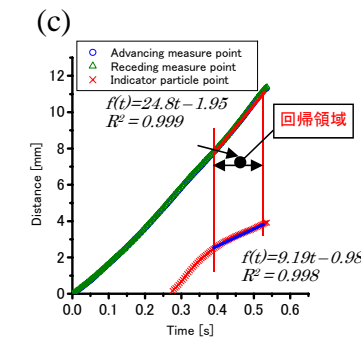 (c)
Advancing measure point
Receding measure point
Indicator particle point
12
10
8
6
4
2
0
Distance [mm]
f(t)=24.8t-1.95
R² = 0.999
回帰領域
f(t)=9.19t-0.98
R² = 0.998
0.0 0.1 0.2 0.3 0.4 0.5 0.6
Time [s]